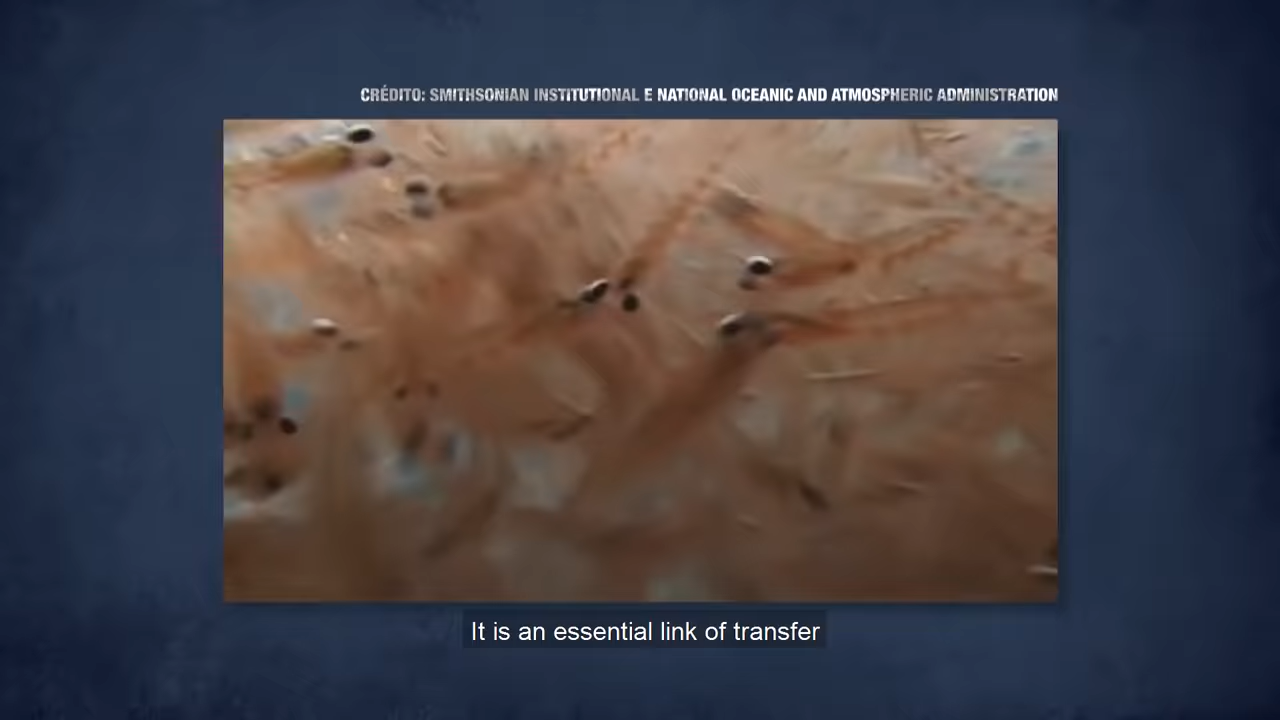 CRÉDITO: SMITHSONIAN INSTITUTIONAL E NATIONAL OCEANIC AND ATMOSPHERIC ADMINISTRATION
It is an essential link of transfer